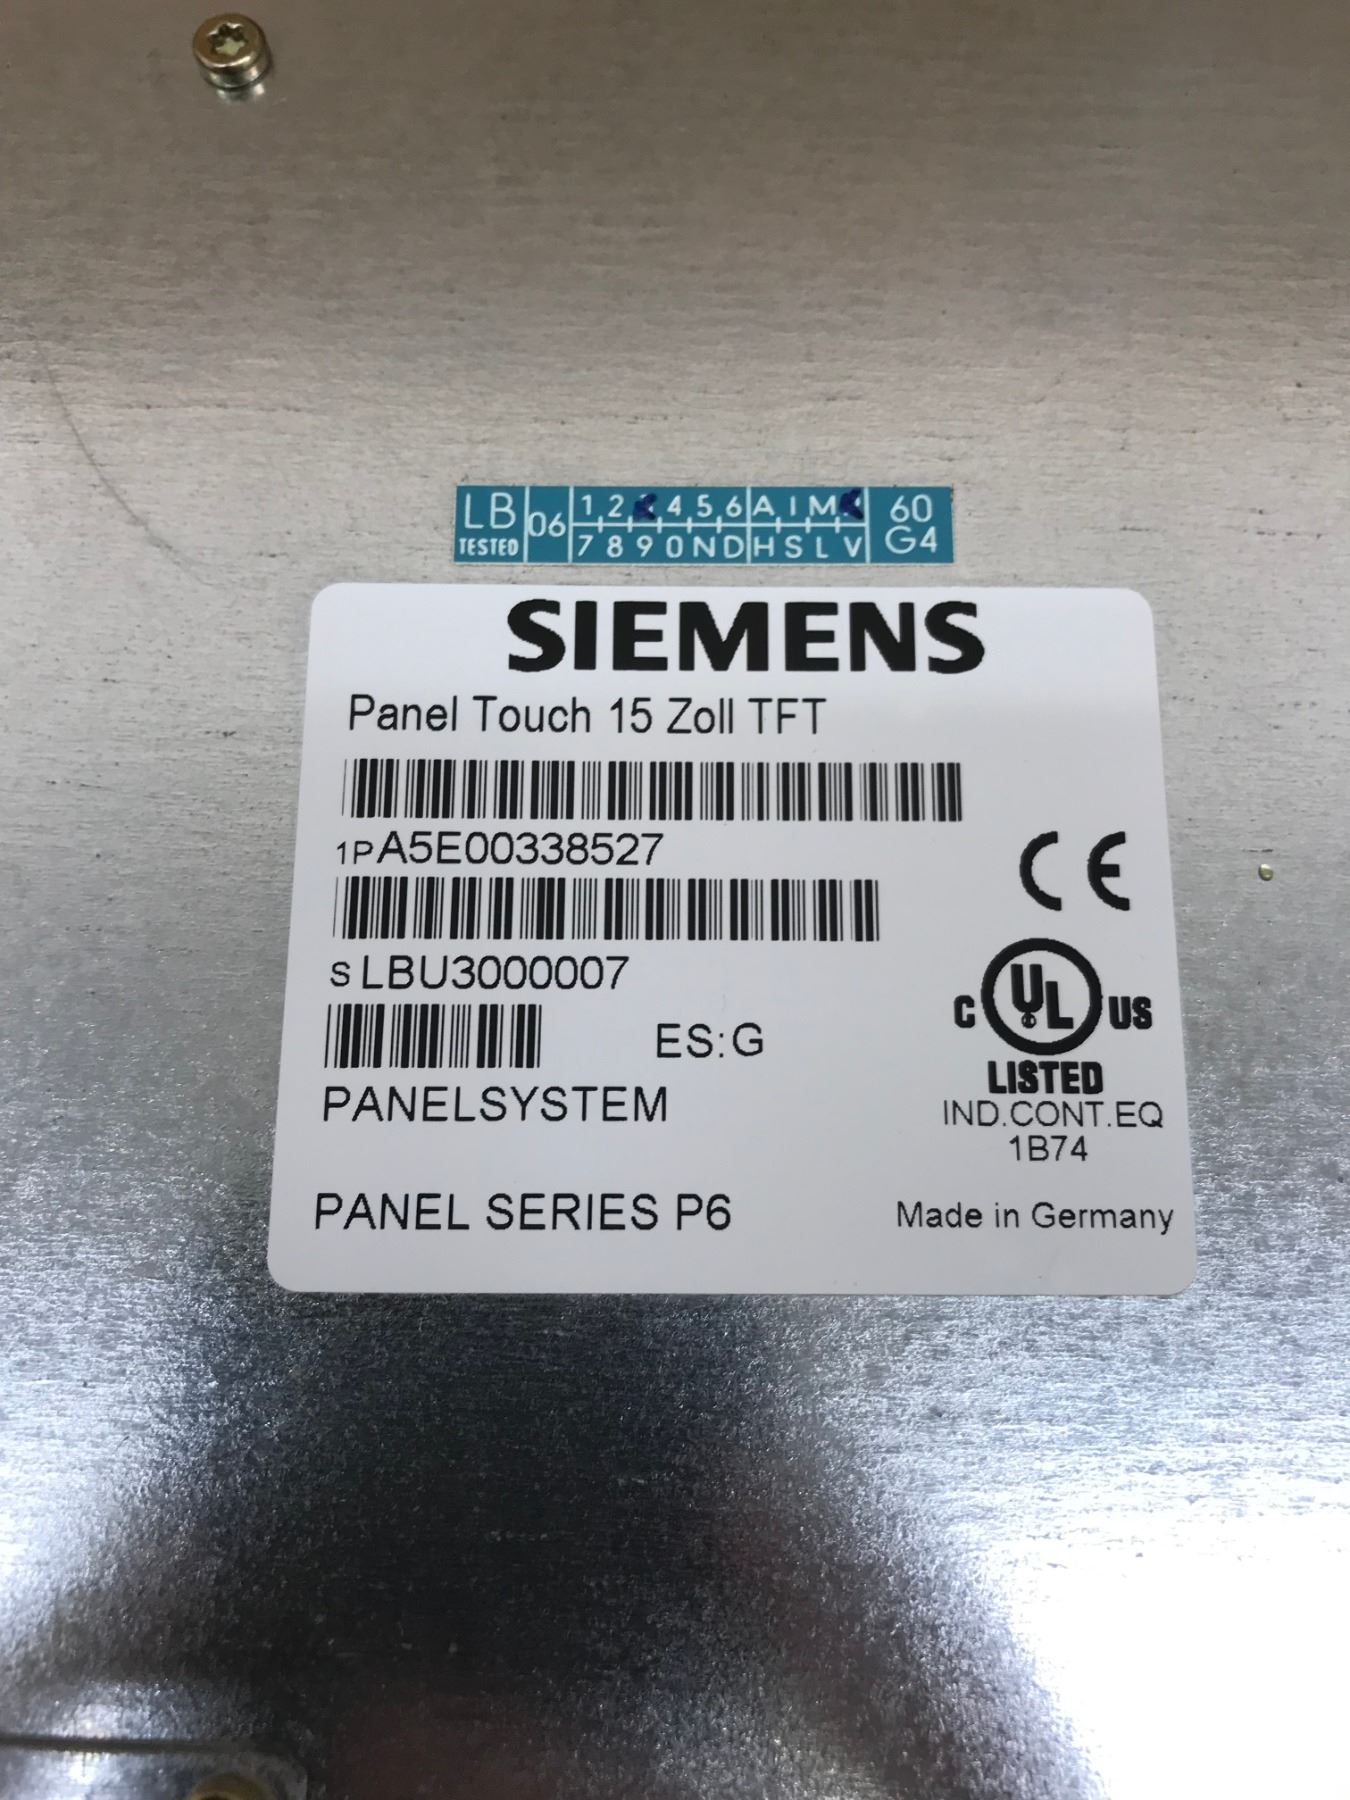 LB 06 1 2 4 5 6 A I M 60
TESTED 7 8 9 0 N D H S L V G4
SIEMENS
Panel Touch 15 Zoll TFT
1P A5E00338527
CE
S LBU3000007
C UL US
ES:G
LISTED
PANELSYSTEM
IND.CONT.EQ
1B74
PANEL SERIES P6
Made in Germany